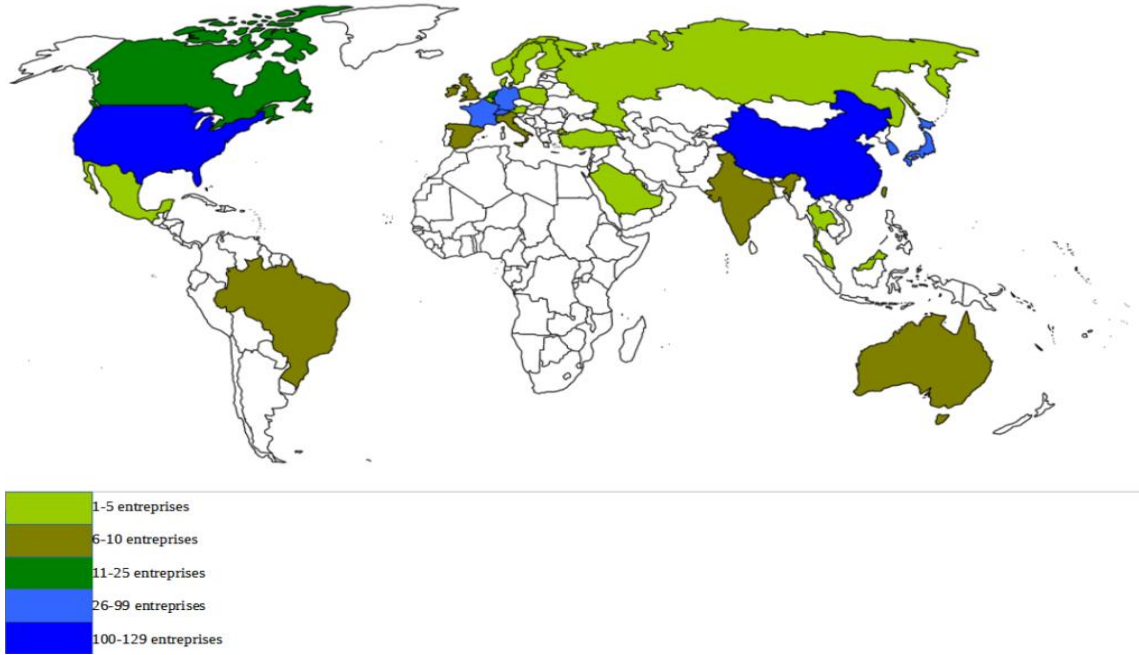 1-5 entreprises
6-10 entreprises
11-25 entreprises
26-99 entreprises
100-129 entreprises